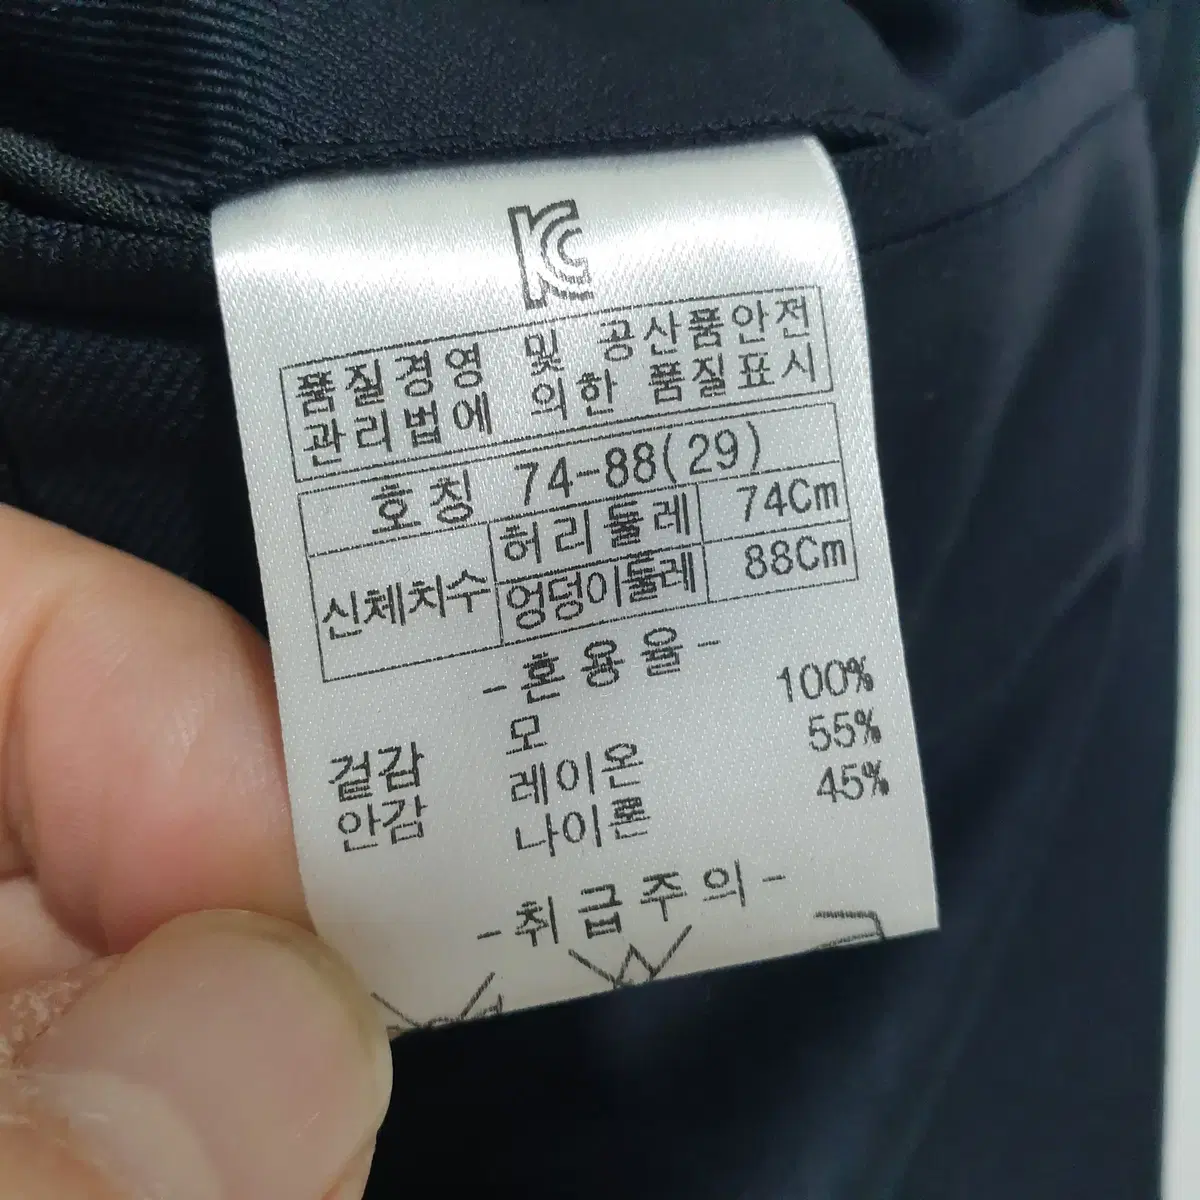 KC
품질경영 및 공산품안전
관리법에 의한 품질표시
호칭 74-88(29)
신체치수 허리둘레 74Cm
엉덩이둘레 88Cm
-혼용율-
겉감 모 100%
안감 레이온 55%
나이론 45%
-취급주의-